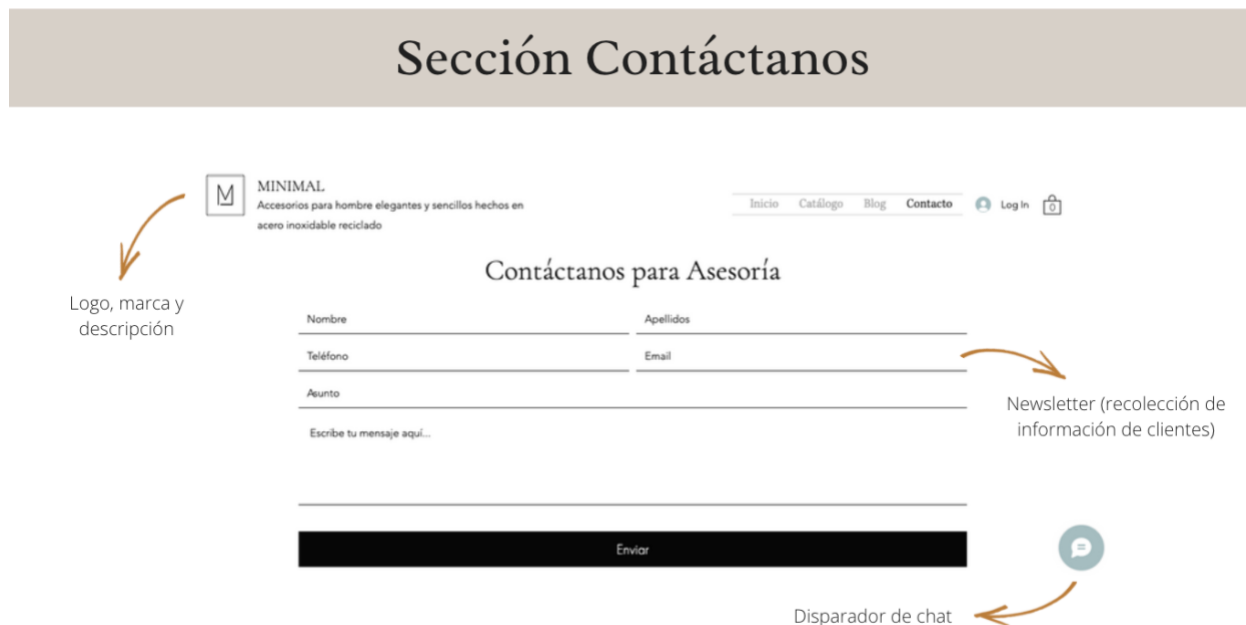 Sección Contáctanos
M
MINIMAL
Accesorios para hombre elegantes y sencillos hechos en
acero inoxidable reciclado
Inicio Catálogo Blog Contacto Log In 0
Logo, marca y
descripción
Contáctanos para Asesoría
Nombre Apellidos
Teléfono Email
Asunto
Escribe tu mensaje aquí...
Newsletter (recolección de
información de clientes)
Enviar
Disparador de chat